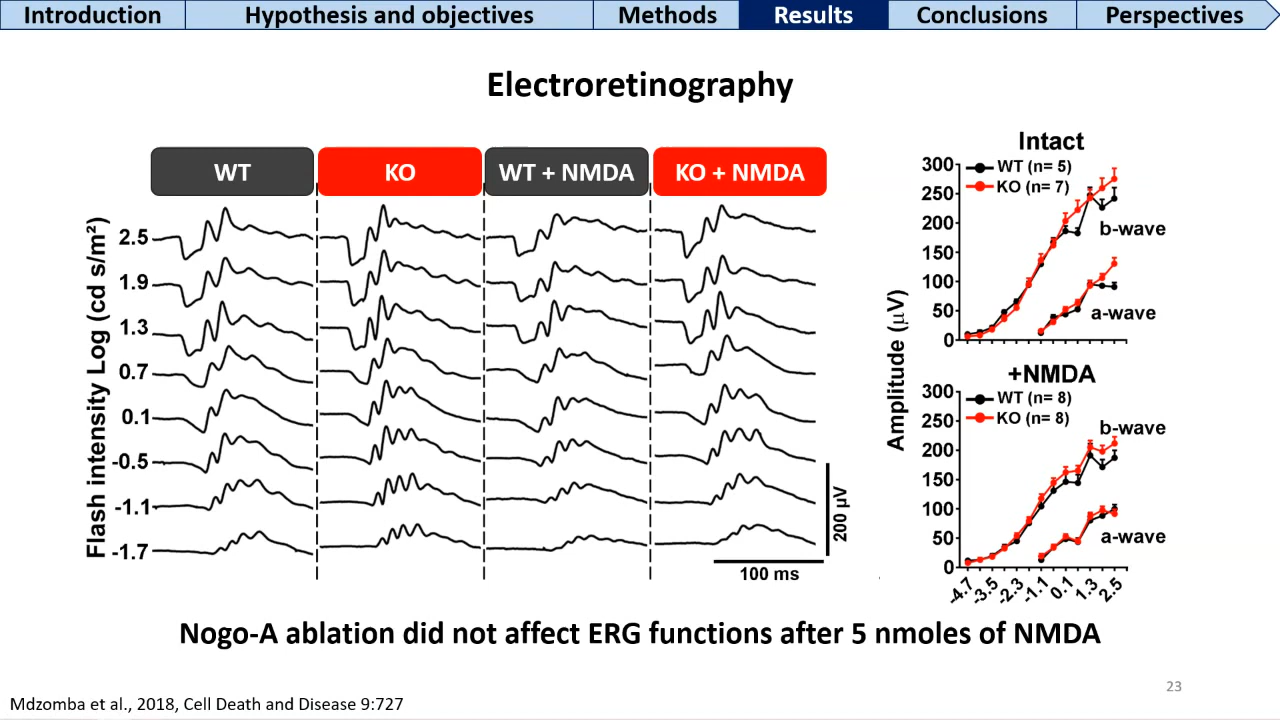 Introduction
Hypothesis and objectives
Methods
Results
Conclusions
Perspectives
Electroretinography
WT
KO
WT + NMDA
KO + NMDA
Flash intensity Log (cd s/m²)
2.5
1.9
1.3
0.7
0.1
-0.5
-1.1
-1.7
200 µV
100 ms
Amplitude (µV)
Intact
300
250
200
150
100
50
0
WT (n= 5)
KO (n= 7)
b-wave
a-wave
+NMDA
300
250
200
150
100
50
0
WT (n= 8)
KO (n= 8)
b-wave
a-wave
-4.7
-3.5
-2.3
-1.1
0.1
1.3
2.5
Nogo-A ablation did not affect ERG functions after 5 nmoles of NMDA
23
Mdzomba et al., 2018, Cell Death and Disease 9:727